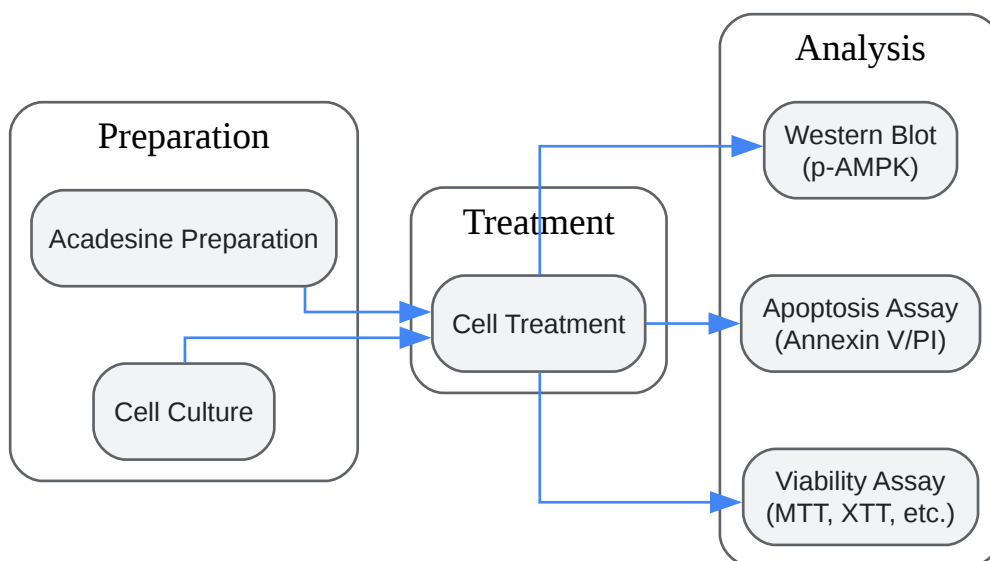 Preparation
Acadesine Preparation
Cell Culture
Treatment
Cell Treatment
Analysis
Western Blot
(p-AMPK)
Apoptosis Assay
(Annexin V/PI)
Viability Assay
(MTT, XTT, etc.)